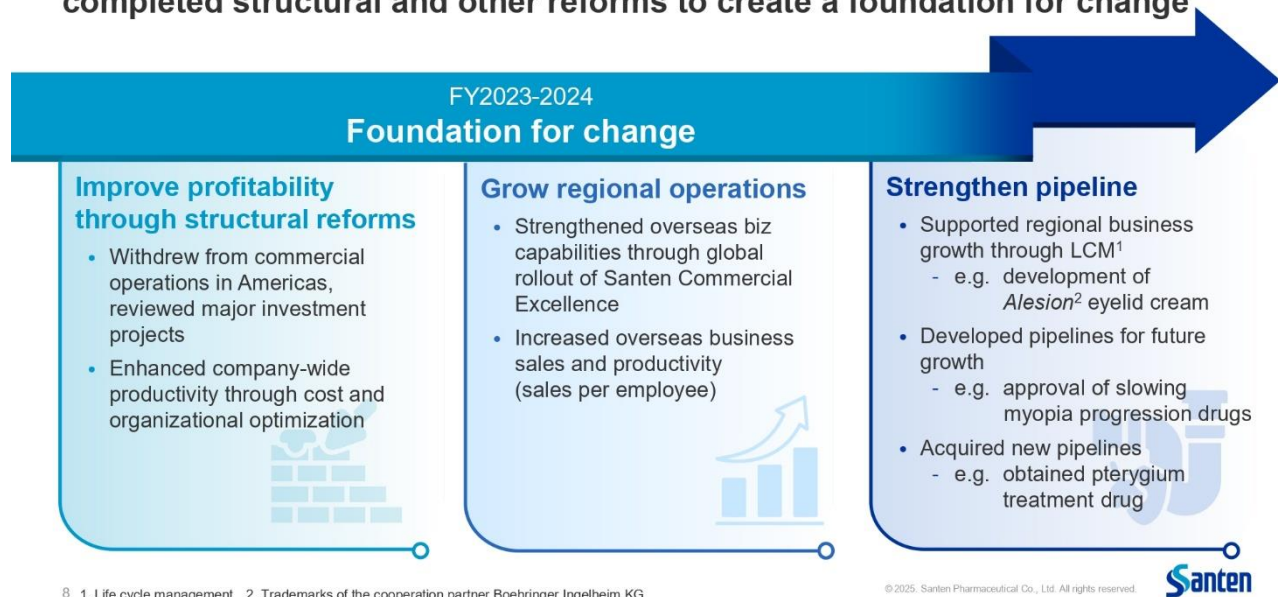 completed structural and other reforms to create a foundation for change
FY2023-2024
Foundation for change
Improve profitability
through structural reforms
• Withdrew from commercial
operations in Americas,
reviewed major investment
projects
• Enhanced company-wide
productivity through cost and
organizational optimization
Grow regional operations
• Strengthened overseas biz
capabilities through global
rollout of Santen Commercial
Excellence
• Increased overseas business
sales and productivity
(sales per employee)
Strengthen pipeline
• Supported regional business
growth through LCM¹
- e.g. development of
Alesion² eyelid cream
• Developed pipelines for future
growth
- e.g. approval of slowing
myopia progression drugs
• Acquired new pipelines
- e.g. obtained pterygium
treatment drug
8 1. Life cycle management 2. Trademarks of the cooperation partner Boehringer Ingelheim KG
©2025. Santen Pharmaceutical Co., Ltd. All rights reserved.
Santen